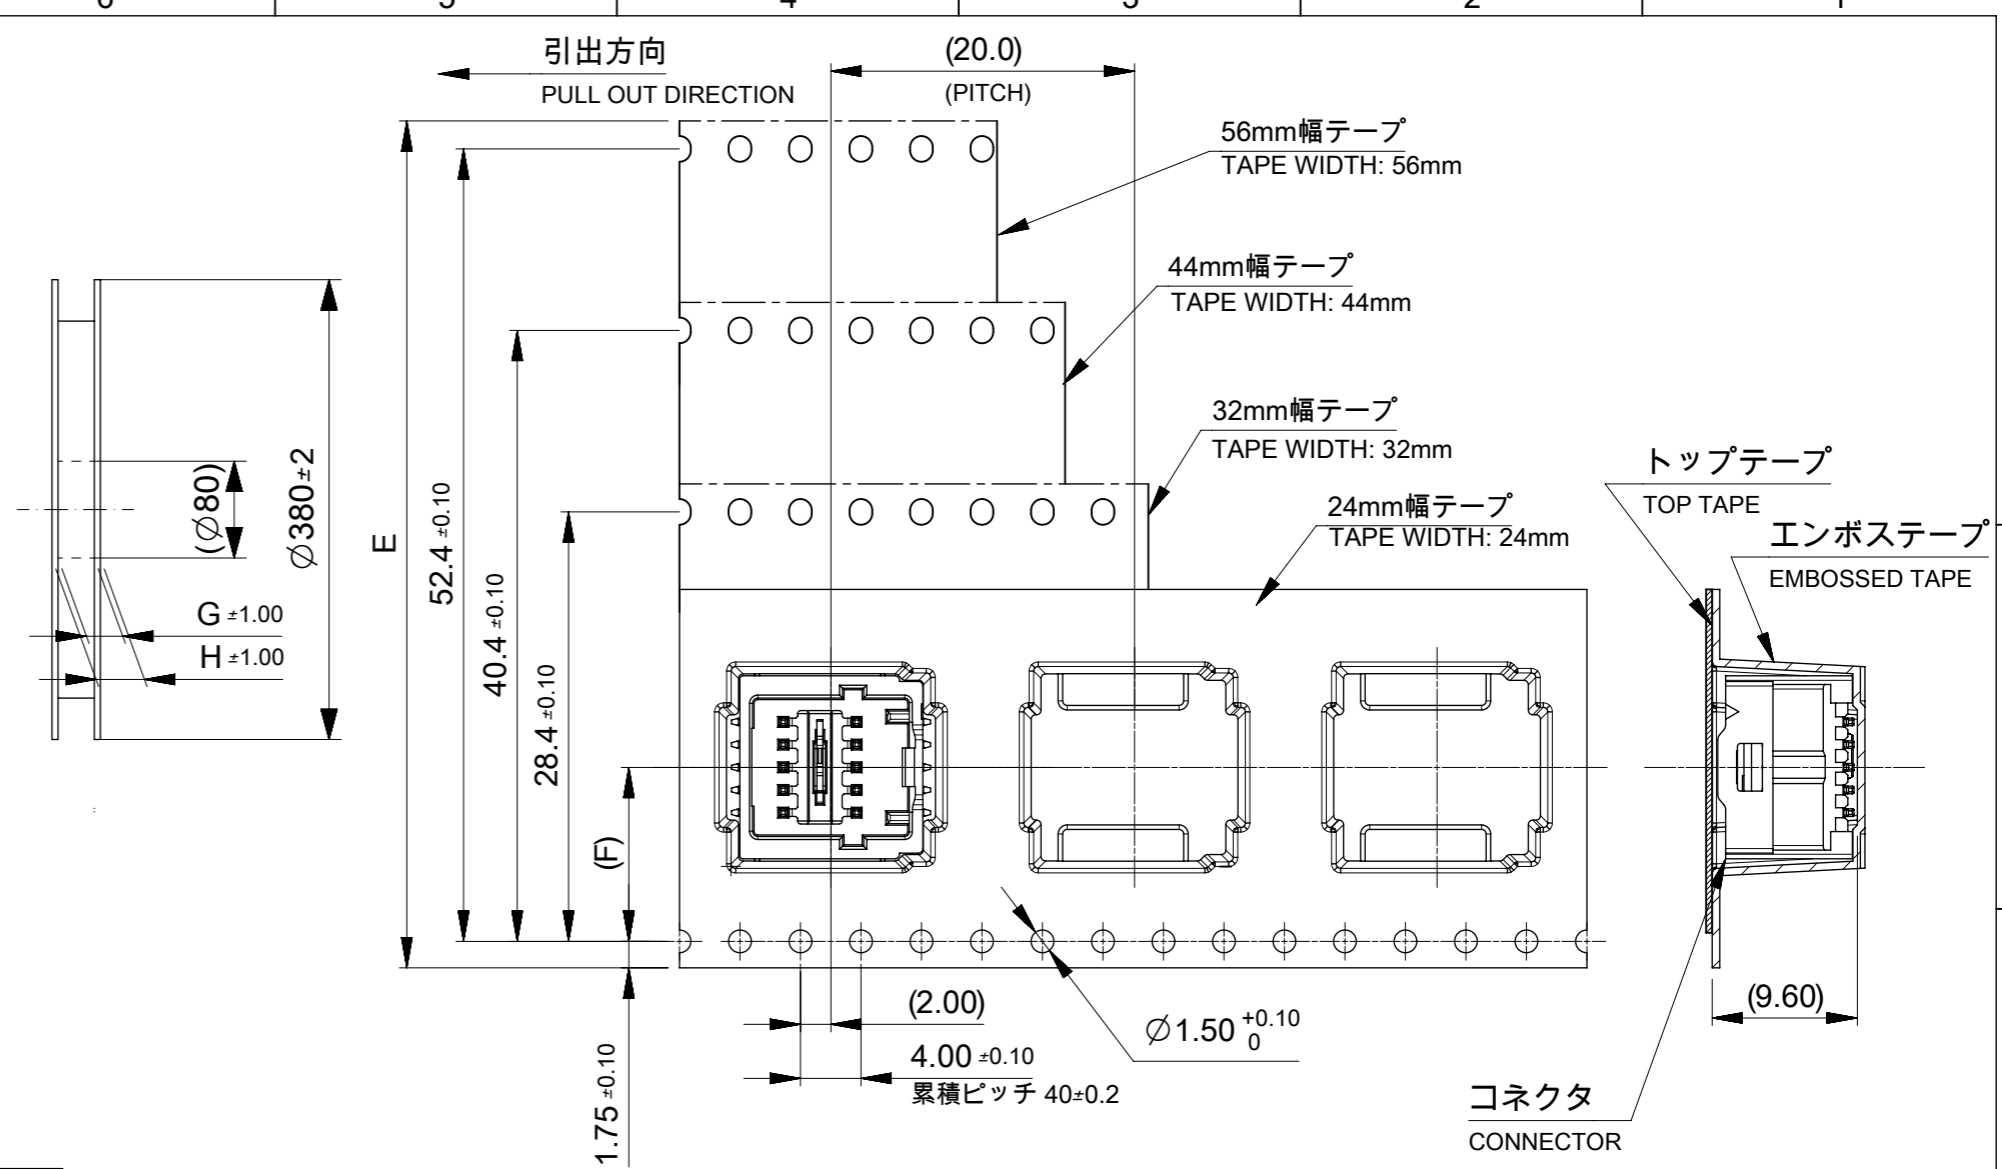 引出方向
PULL OUT DIRECTION
(20.0)
(PITCH)
56mm幅テープ
TAPE WIDTH: 56mm
44mm幅テープ
TAPE WIDTH: 44mm
32mm幅テープ
TAPE WIDTH: 32mm
24mm幅テープ
TAPE WIDTH: 24mm
トップテープ
TOP TAPE
エンボステープ
EMBOSSED TAPE
(∅80)
∅380±2
G ±1.00
H ±1.00
E
52.4 ±0.10
40.4 ±0.10
28.4 ±0.10
(F)
1.75 ±0.10
(2.00)
4.00 ±0.10
累積ピッチ 40±0.2
∅1.50 +0.10 0
(9.60)
コネクタ
CONNECTOR